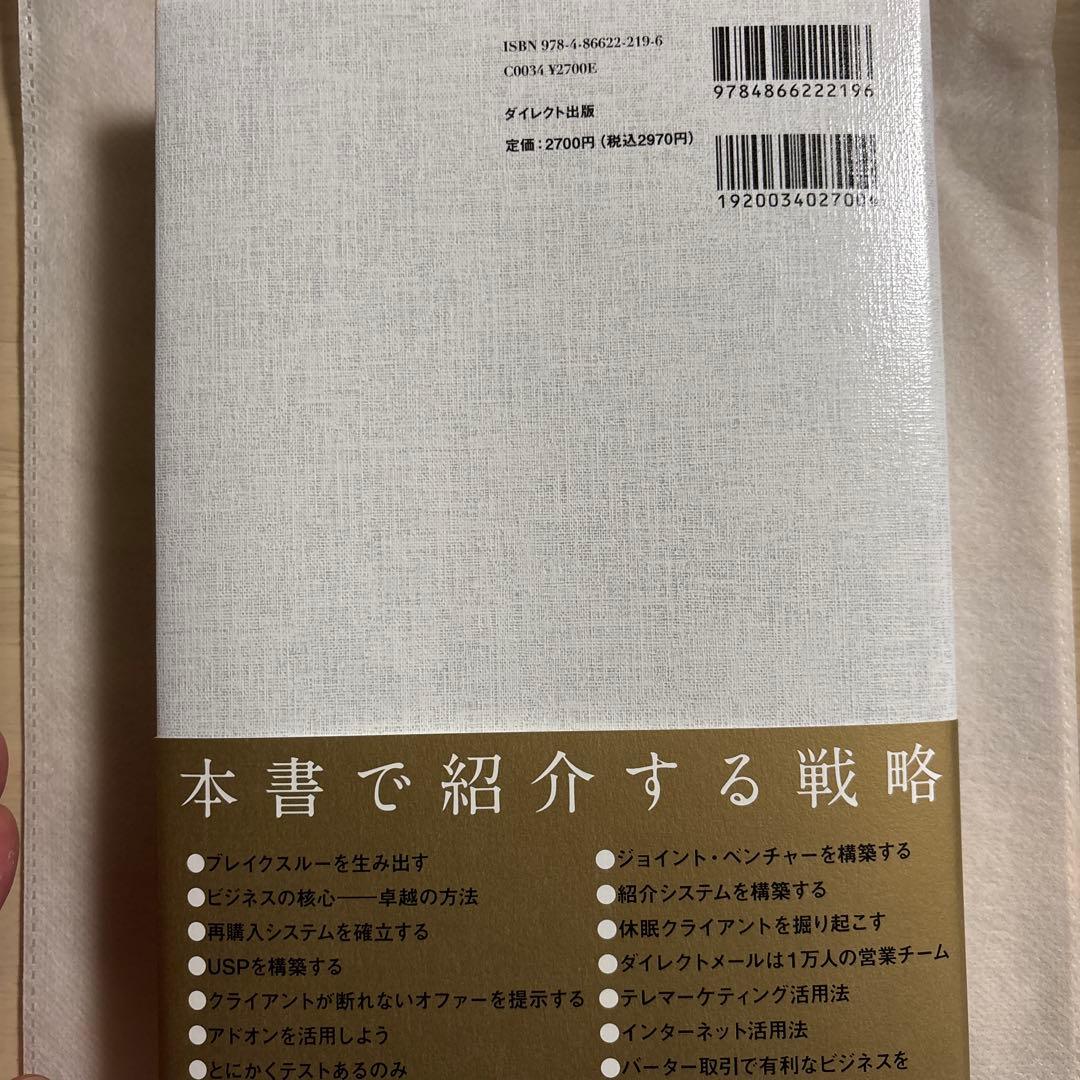 ISBN 978-4-86622-219-6
C0034 ¥2700E
ダイレクト出版
定価：2700円（税込2970円）
9784866222196
1920034027004
本書で紹介する戦略
●ブレイクスルーを生み出す
●ビジネスの核心——卓越の方法
●再購入システムを確立する
●USPを構築する
●クライアントが断れないオファーを提示する
●アドオンを活用しよう
●とにかくテストあるのみ
●ジョイント・ベンチャーを構築する
●紹介システムを構築する
●休眠クライアントを掘り起こす
●ダイレクトメールは1万人の営業チーム
●テレマーケティング活用法
●インターネット活用法
●バーター取引で有利なビジネスを